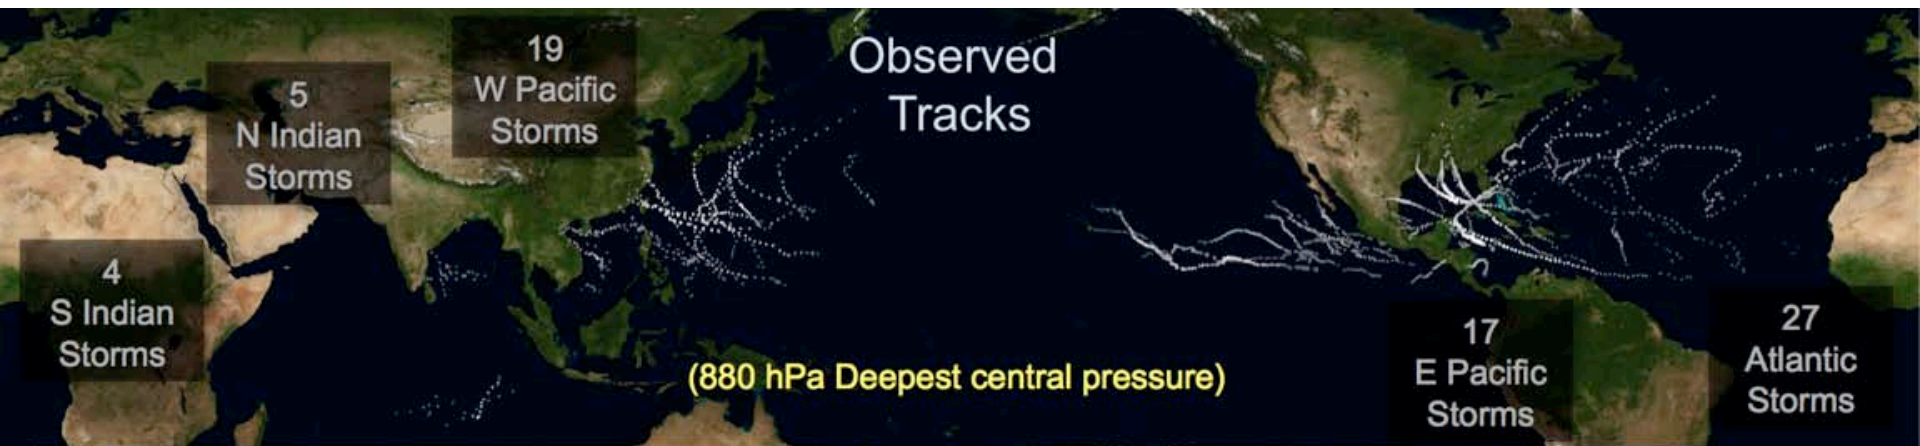 Observed
Tracks
19
W Pacific
Storms
5
N Indian
Storms
4
S Indian
Storms
(880 hPa Deepest central pressure)
17
E Pacific
Storms
27
Atlantic
Storms